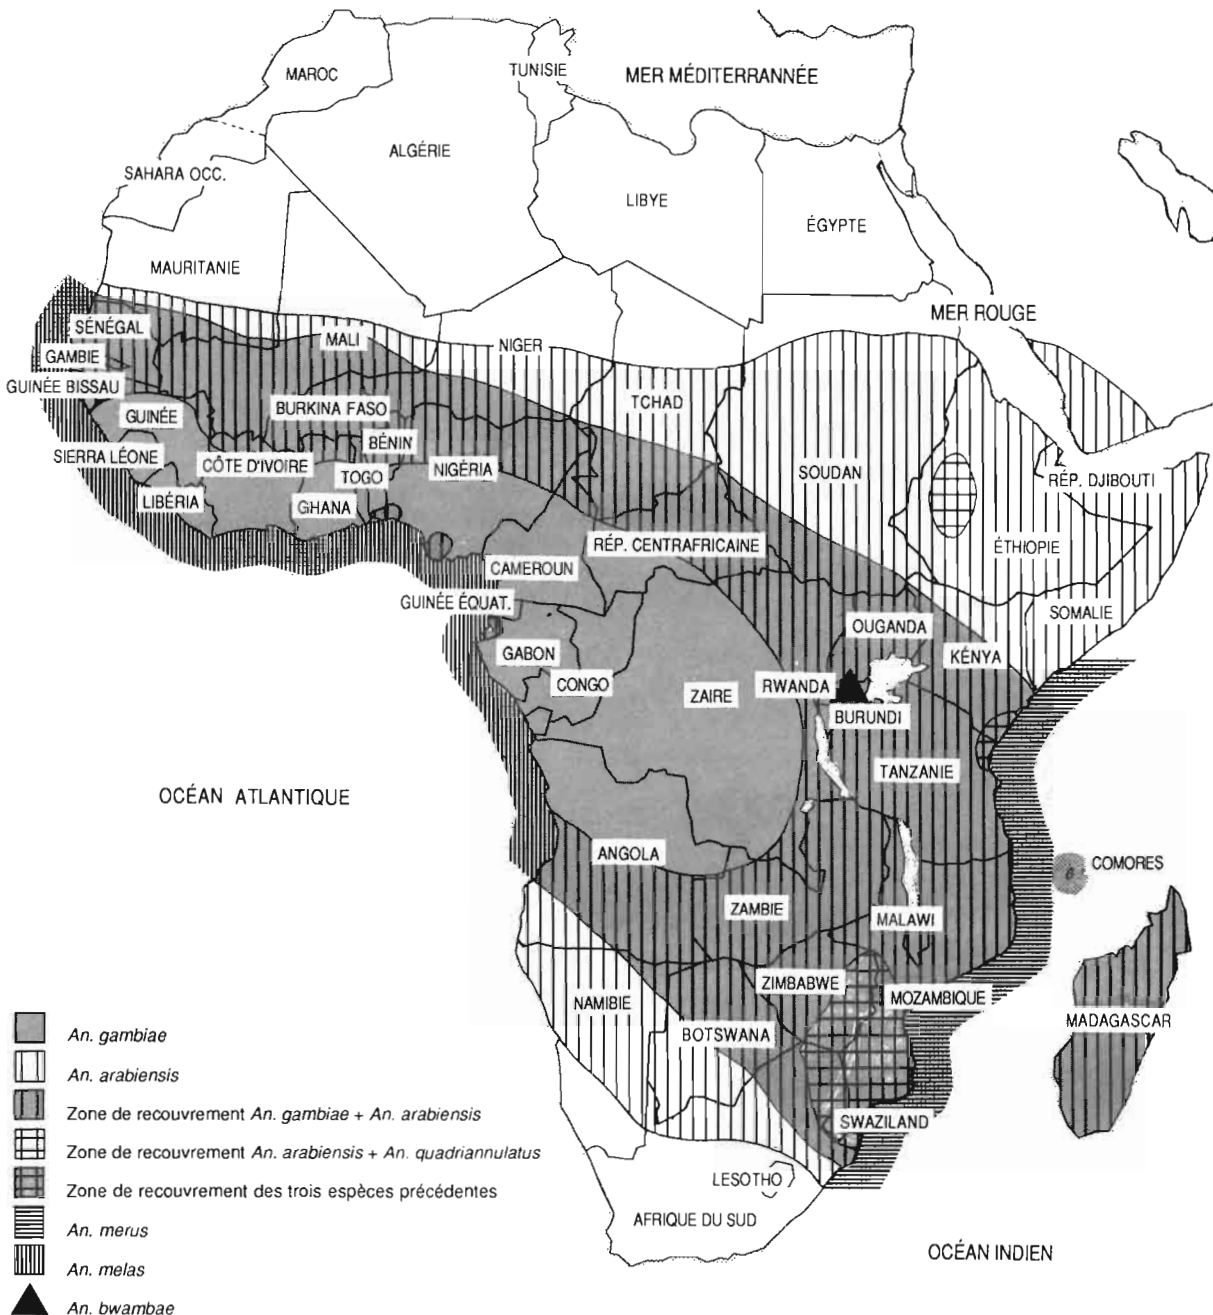 MAROC
TUNISIE
MER MÉDITERRANNÉE
ALGÉRIE
SAHARA OCC.
LIBYE
ÉGYPTE
MAURITANIE
MER ROUGE
SÉNÉGAL
MALI
NIGER
GAMBIE
GUINÉE BISSAU
TCHAD
GUINÉE
BURKINA FASO
BÉNIN
SIERRA LÉONE
CÔTE D'IVOIRE
TOGO
NIGÉRIA
SOUDAN
RÉP. DJIBOUTI
LIBÉRIA
GHANA
RÉP. CENTRAFRICAINE
ÉTHIOPIE
CAMEROUN
GUINÉE ÉQUAT.
SOMALIE
OUGANDA
GABON
KÉNYA
CONGO
ZAIRE
RWANDA
BURUNDI
TANZANIE
OCÉAN ATLANTIQUE
ANGOLA
COMORES
ZAMBIE
MALAWI
ZIMBABWE
MOZAMBIQUE
NAMIBIE
BOTSWANA
MADAGASCAR
SWAZILAND
LESOTHO
AFRIQUE DU SUD
OCÉAN INDIEN
An. gambiae
An. arabiensis
Zone de recouvrement An. gambiae + An. arabiensis
Zone de recouvrement An. arabiensis + An. quadriannulatus
Zone de recouvrement des trois espèces précédentes
An. merus
An. melas
An. bwambae